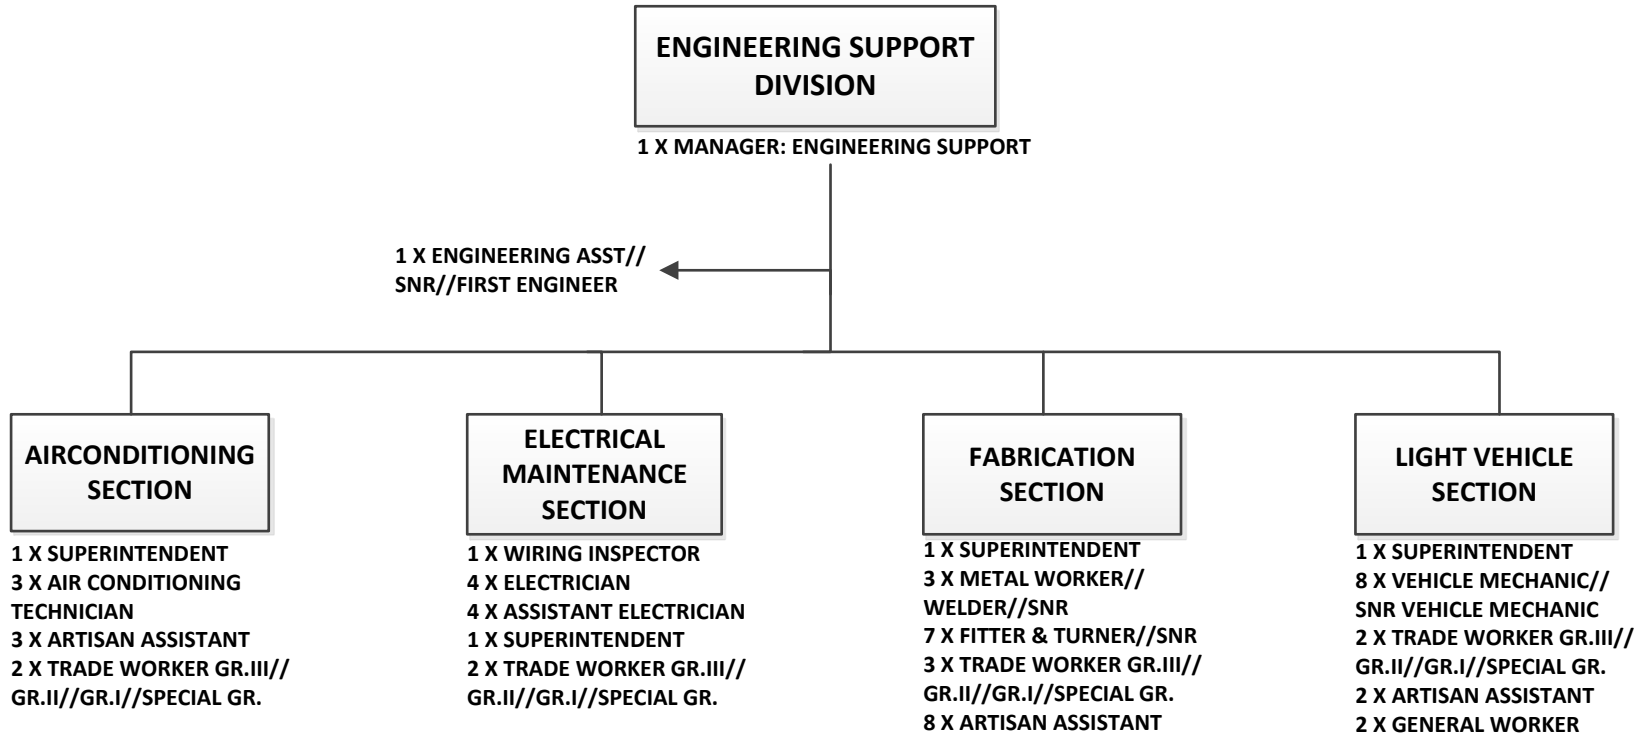 ENGINEERING SUPPORT
DIVISION
1 X MANAGER: ENGINEERING SUPPORT
1 X ENGINEERING ASST//
SNR//FIRST ENGINEER
AIRCONDITIONING
SECTION
1 X SUPERINTENDENT
3 X AIR CONDITIONING
TECHNICIAN
3 X ARTISAN ASSISTANT
2 X TRADE WORKER GR.III//
GR.II//GR.I//SPECIAL GR.
ELECTRICAL
MAINTENANCE
SECTION
1 X WIRING INSPECTOR
4 X ELECTRICIAN
4 X ASSISTANT ELECTRICIAN
1 X SUPERINTENDENT
2 X TRADE WORKER GR.III//
GR.II//GR.I//SPECIAL GR.
FABRICATION
SECTION
1 X SUPERINTENDENT
3 X METAL WORKER//
WELDER//SNR
7 X FITTER & TURNER//SNR
3 X TRADE WORKER GR.III//
GR.II//GR.I//SPECIAL GR.
8 X ARTISAN ASSISTANT
LIGHT VEHICLE
SECTION
1 X SUPERINTENDENT
8 X VEHICLE MECHANIC//
SNR VEHICLE MECHANIC
2 X TRADE WORKER GR.III//
GR.II//GR.I//SPECIAL GR.
2 X ARTISAN ASSISTANT
2 X GENERAL WORKER